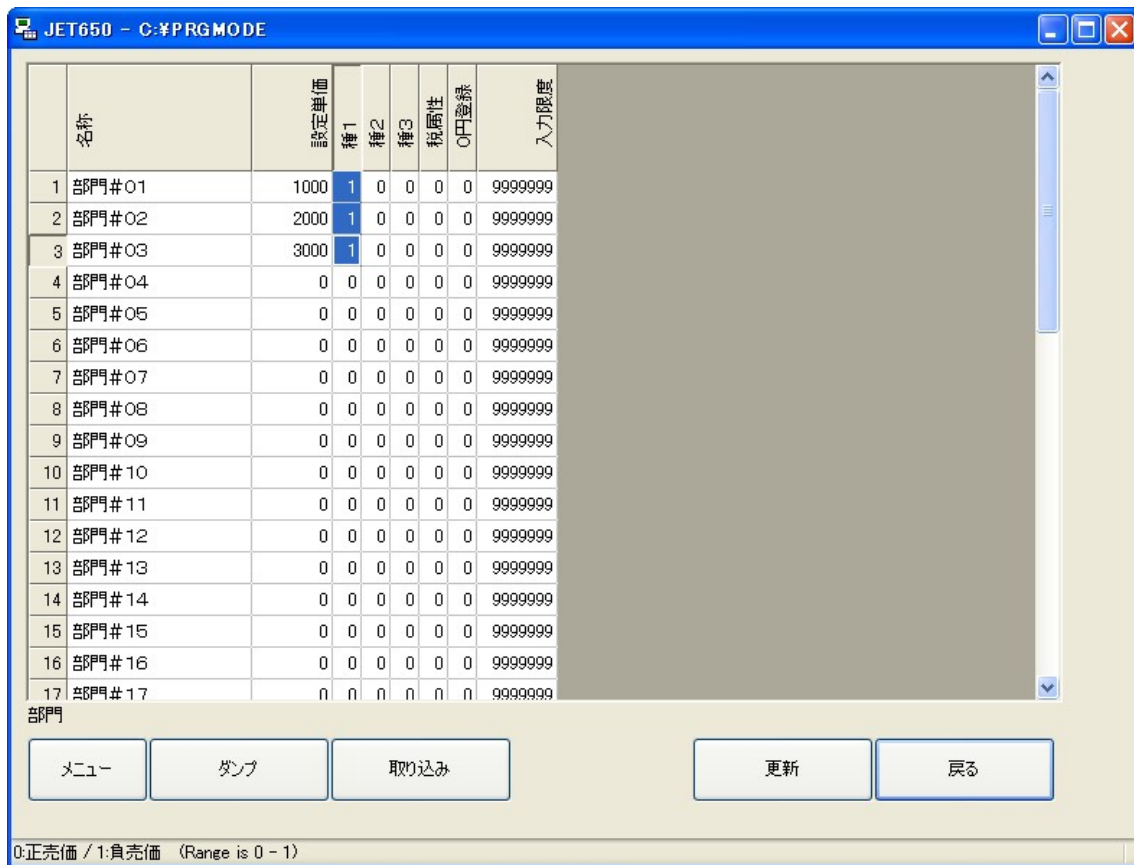 JET650 - C:¥PRGMODE
名称 設定単価 種1 種2 種3 税属性 0円登録 入力限度
1 部門#01 1000 1 0 0 0 0 9999999
2 部門#02 2000 1 0 0 0 0 9999999
3 部門#03 3000 1 0 0 0 0 9999999
4 部門#04 0 0 0 0 0 0 9999999
5 部門#05 0 0 0 0 0 0 9999999
6 部門#06 0 0 0 0 0 0 9999999
7 部門#07 0 0 0 0 0 0 9999999
8 部門#08 0 0 0 0 0 0 9999999
9 部門#09 0 0 0 0 0 0 9999999
10 部門#10 0 0 0 0 0 0 9999999
11 部門#11 0 0 0 0 0 0 9999999
12 部門#12 0 0 0 0 0 0 9999999
13 部門#13 0 0 0 0 0 0 9999999
14 部門#14 0 0 0 0 0 0 9999999
15 部門#15 0 0 0 0 0 0 9999999
16 部門#16 0 0 0 0 0 0 9999999
17 部門#17 0 0 0 0 0 0 9999999
部門
メニュー ダンプ 取り込み 更新 戻る
0:正売価 / 1:負売価 (Range is 0 - 1)